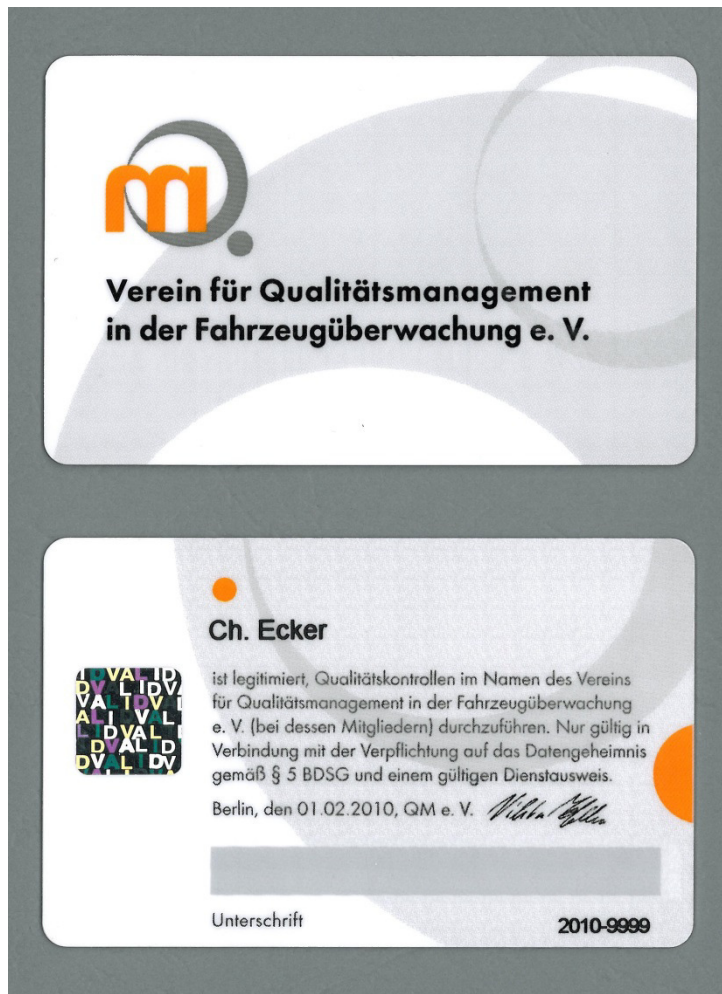 m
Verein für Qualitätsmanagement
in der Fahrzeugüberwachung e. V.
Ch. Ecker
ist legitimiert, Qualitätskontrollen im Namen des Vereins
für Qualitätsmanagement in der Fahrzeugüberwachung
e. V. (bei dessen Mitgliedern) durchzuführen. Nur gültig in
Verbindung mit der Verpflichtung auf das Datengeheimnis
gemäß § 5 BDSG und einem gültigen Dienstausweis.
Berlin, den 01.02.2010, QM e. V.
Unterschrift
2010-9999